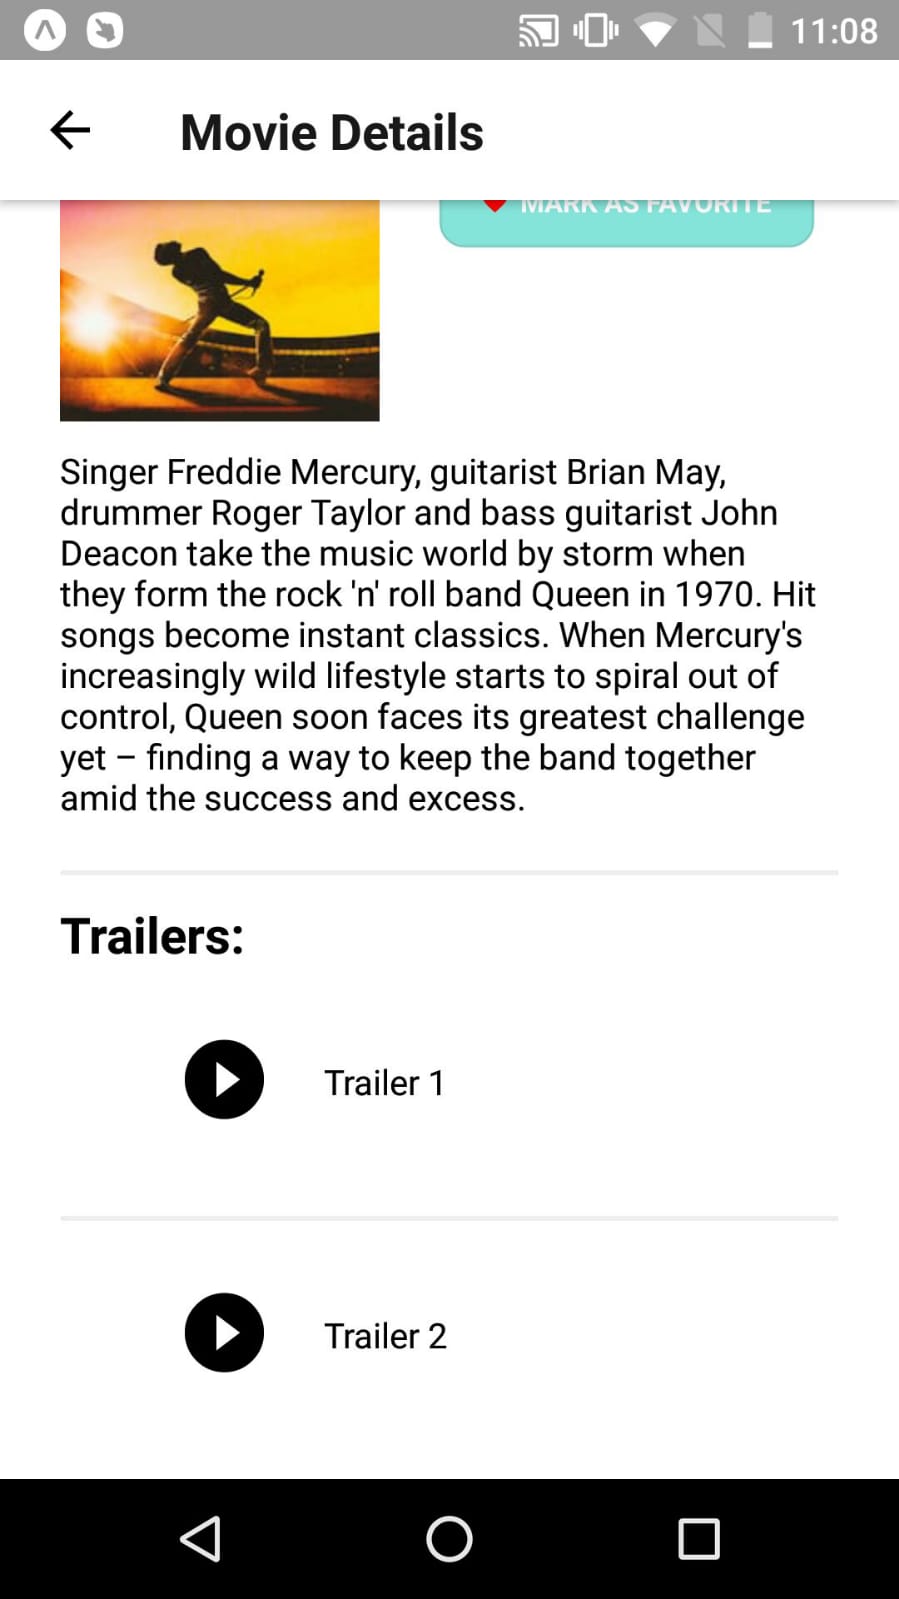 11:08
Movie Details
MARK AS FAVORITE
Singer Freddie Mercury, guitarist Brian May,
drummer Roger Taylor and bass guitarist John
Deacon take the music world by storm when
they form the rock 'n' roll band Queen in 1970. Hit
songs become instant classics. When Mercury's
increasingly wild lifestyle starts to spiral out of
control, Queen soon faces its greatest challenge
yet – finding a way to keep the band together
amid the success and excess.
Trailers:
Trailer 1
Trailer 2